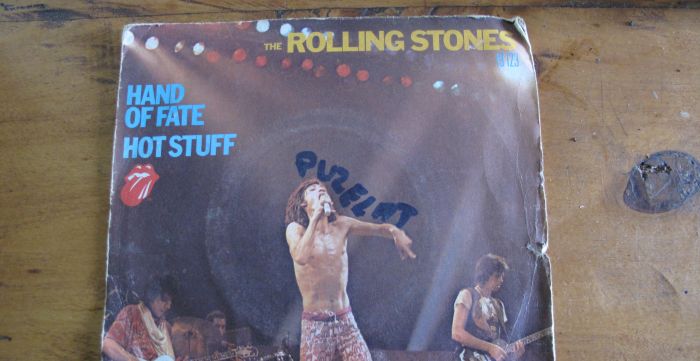 THE ROLLING STONES
HAND
OF FATE
HOT STUFF
PUZELAT